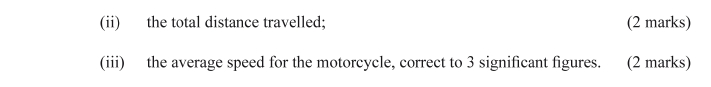 (ii) the total distance travelled; (2 marks)
(iii) the average speed for the motorcycle, correct to 3 significant figures. (2 marks)